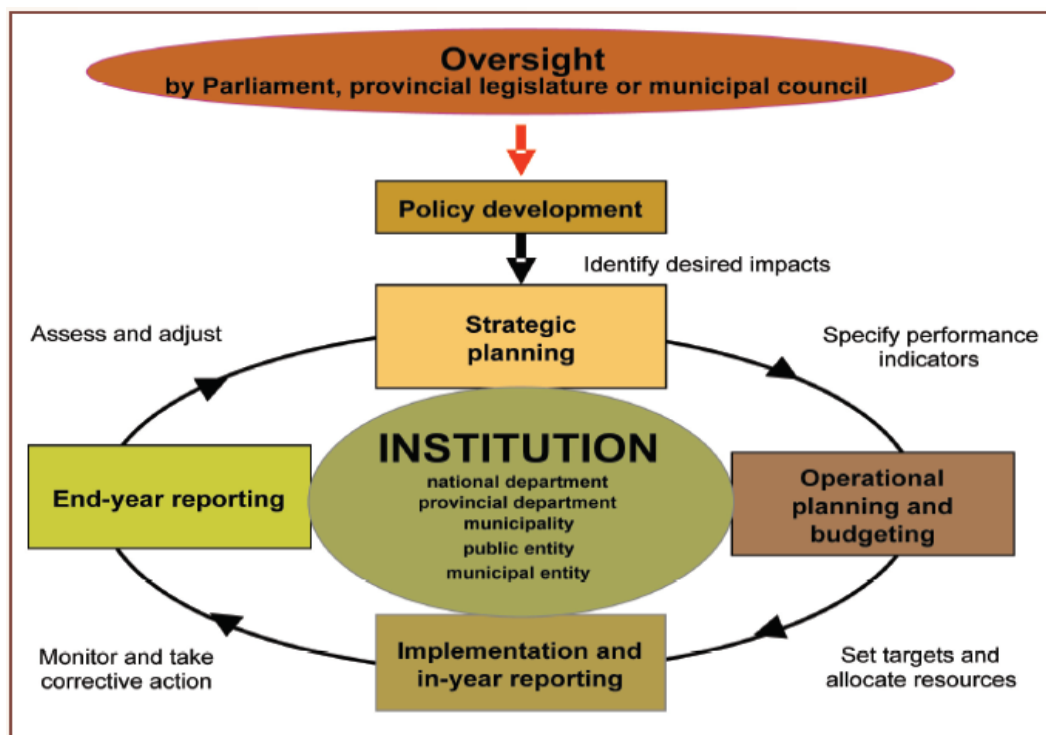 Oversight
by Parliament, provincial legislature or municipal council
Policy development
Identify desired impacts
Strategic
planning
Assess and adjust
Specify performance
indicators
INSTITUTION
national department
provincial department
municipality
public entity
municipal entity
End-year reporting
Operational
planning and
budgeting
Implementation and
in-year reporting
Monitor and take
corrective action
Set targets and
allocate resources